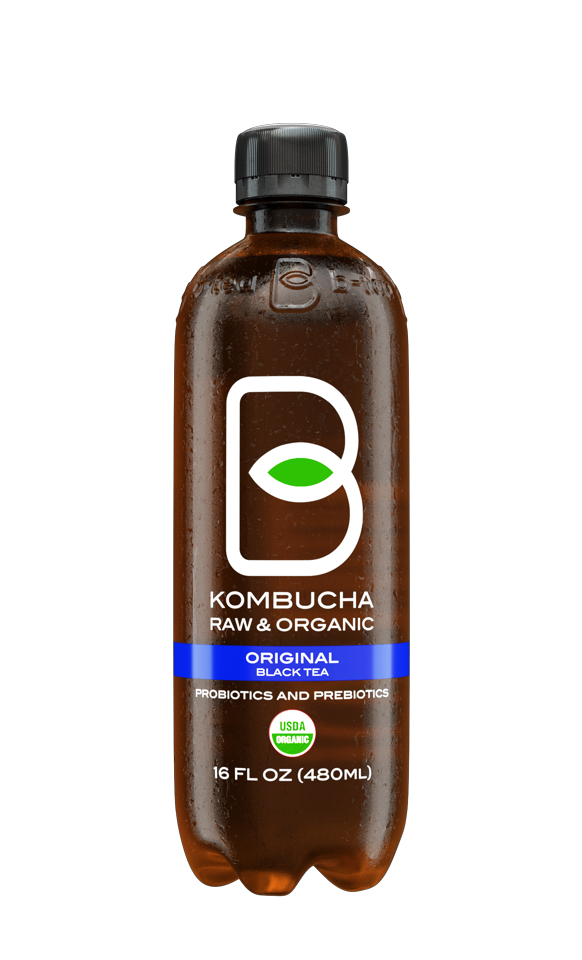 B
KOMBUCHA
RAW & ORGANIC
ORIGINAL
BLACK TEA
PROBIOTICS AND PREBIOTICS
USDA
ORGANIC
16 FL OZ (480ML)